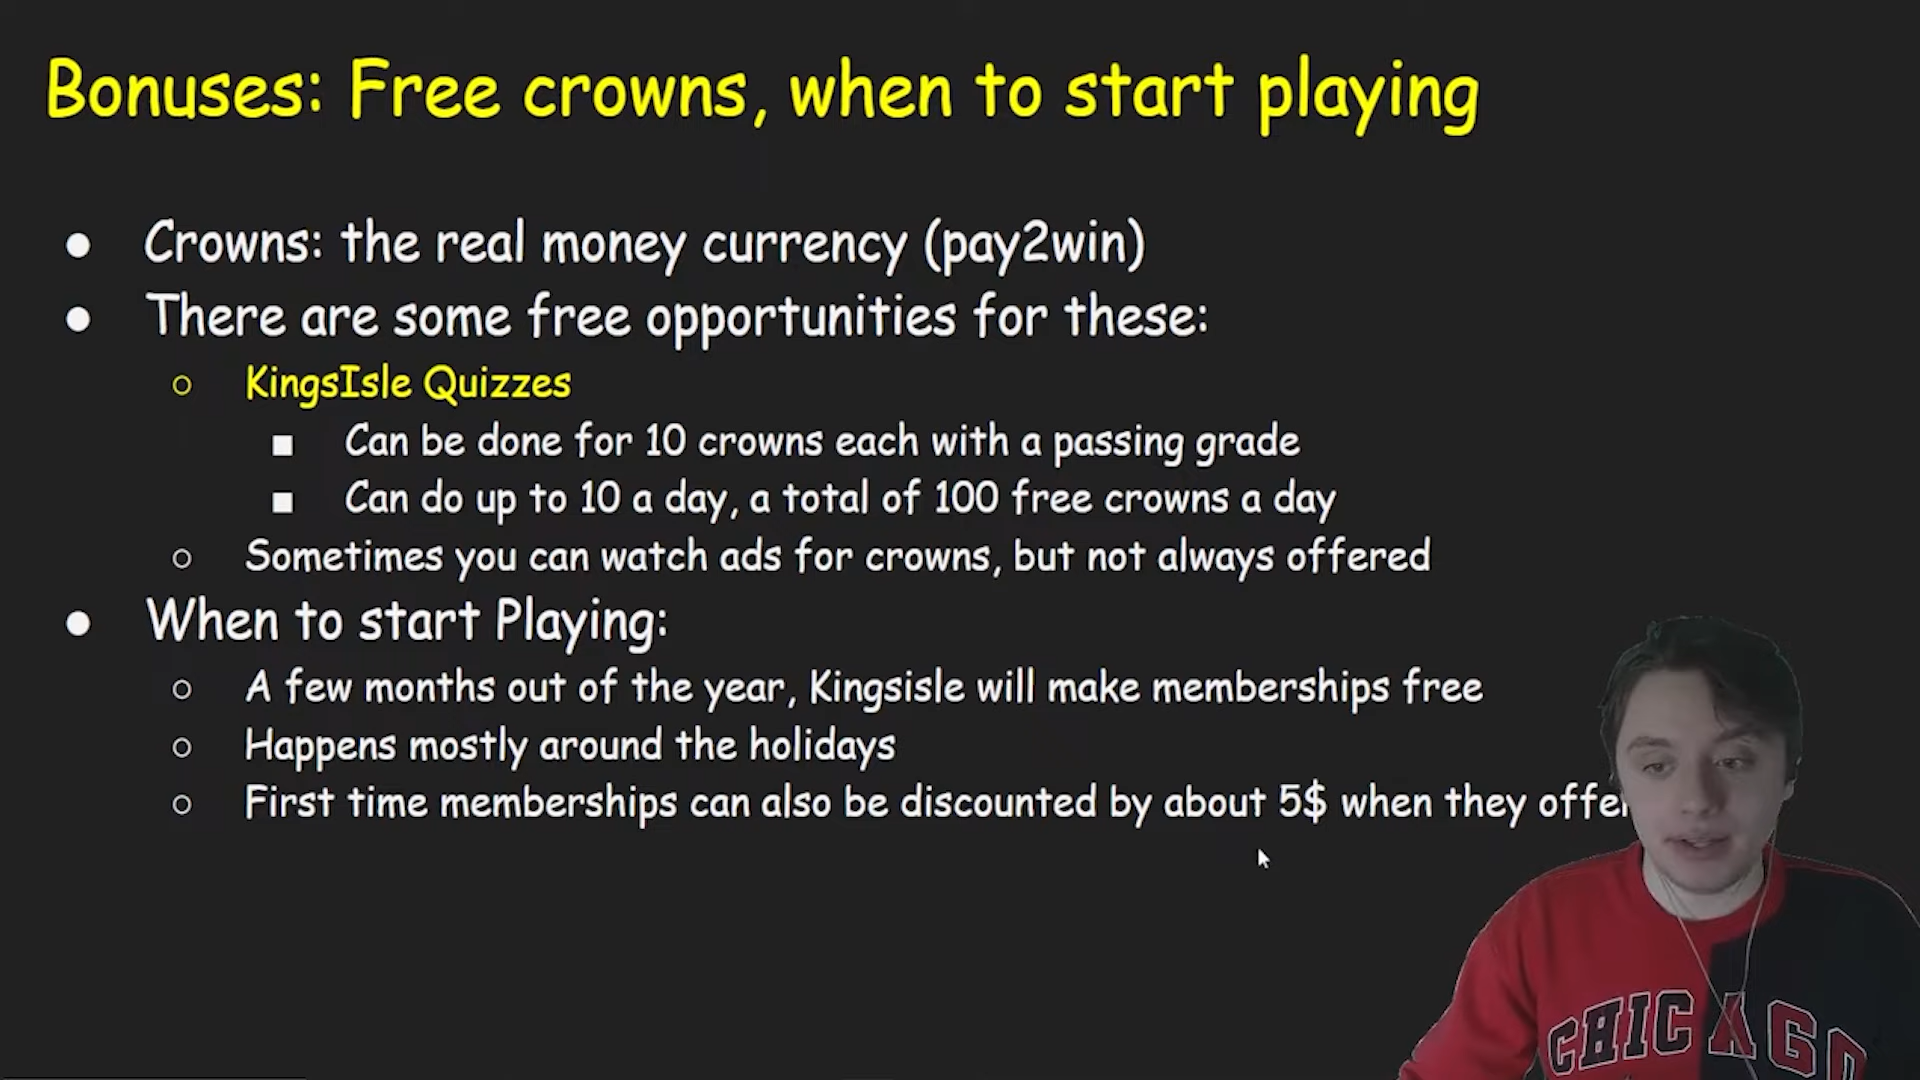 Bonuses: Free crowns, when to start playing
● Crowns: the real money currency (pay2win)
● There are some free opportunities for these:
○ KingsIsle Quizzes
■ Can be done for 10 crowns each with a passing grade
■ Can do up to 10 a day, a total of 100 free crowns a day
○ Sometimes you can watch ads for crowns, but not always offered
● When to start Playing:
○ A few months out of the year, Kingsisle will make memberships free
○ Happens mostly around the holidays
○ First time memberships can also be discounted by about 5$ when they offer
CHICAGO